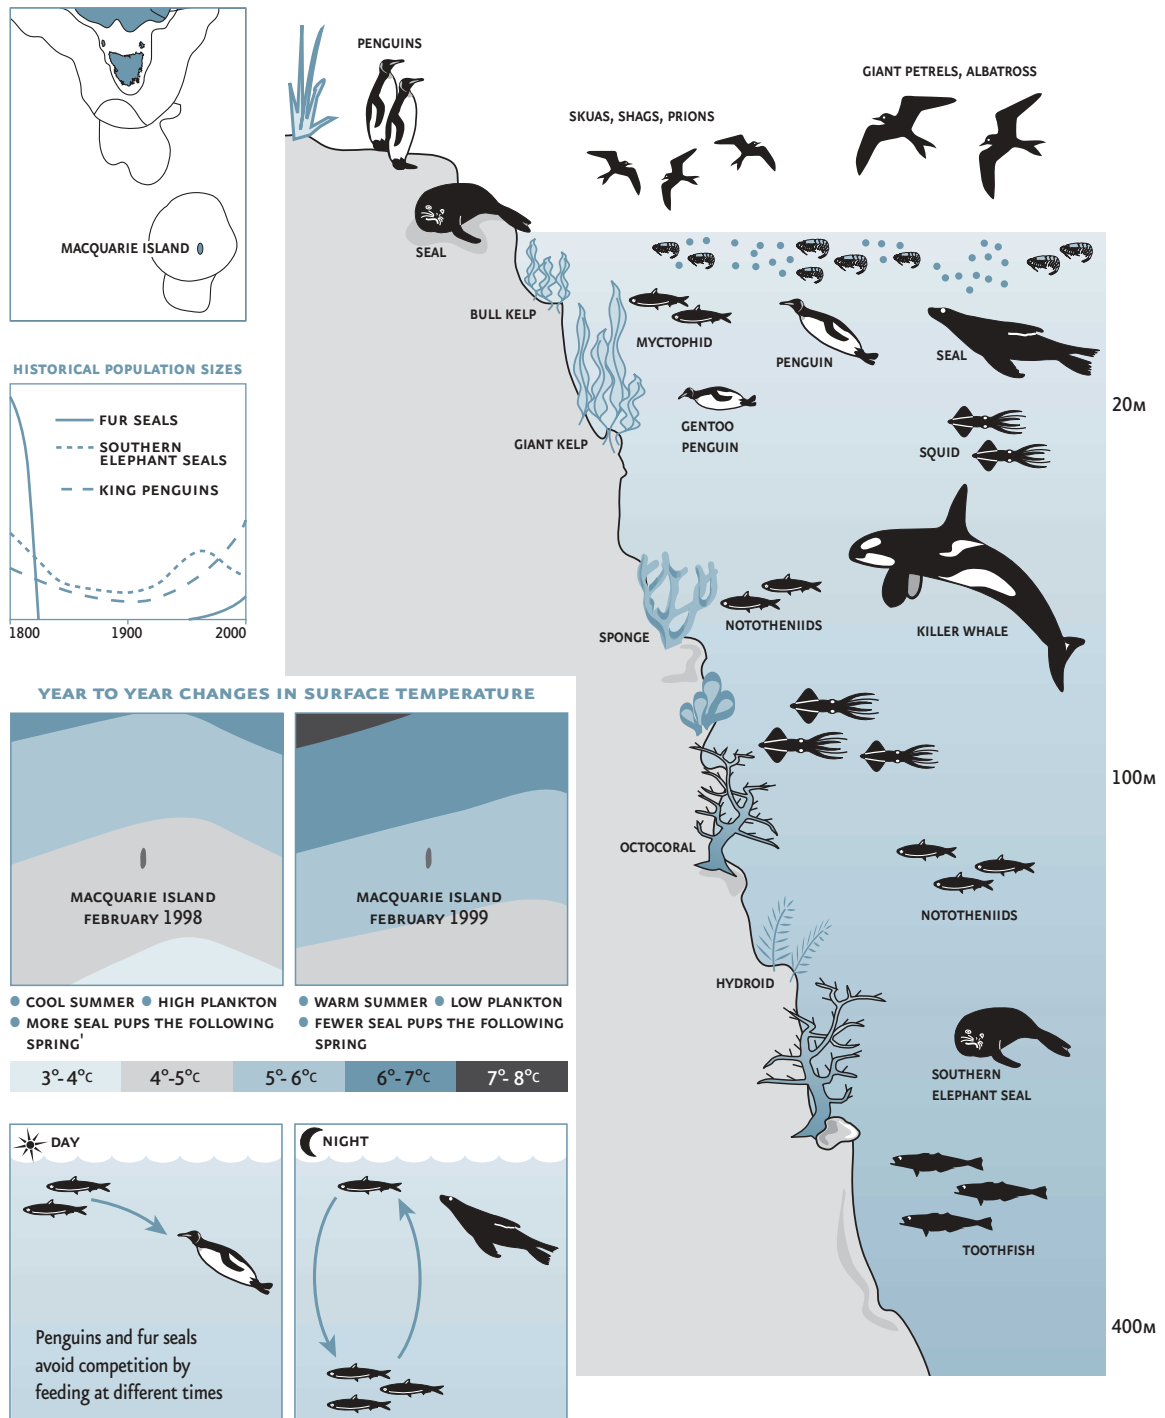 MACQUARIE ISLAND
HISTORICAL POPULATION SIZES
FUR SEALS
SOUTHERN
ELEPHANT SEALS
KING PENGUINS
1800
1900
2000
PENGUINS
SEAL
SKUAS, SHAGS, PRIONS
GIANT PETRELS, ALBATROSS
BULL KELP
MYCTOPHID
PENGUIN
SEAL
20M
GENTOO
PENGUIN
GIANT KELP
SQUID
SPONGE
NOTOTHENIIDS
KILLER WHALE
100M
OCTOCORAL
NOTOTHENIIDS
HYDROID
SOUTHERN
ELEPHANT SEAL
TOOTHFISH
400M
YEAR TO YEAR CHANGES IN SURFACE TEMPERATURE
MACQUARIE ISLAND
FEBRUARY 1998
MACQUARIE ISLAND
FEBRUARY 1999
• COOL SUMMER • HIGH PLANKTON
• MORE SEAL PUPS THE FOLLOWING
SPRING'
• WARM SUMMER • LOW PLANKTON
• FEWER SEAL PUPS THE FOLLOWING
SPRING
3°-4°C
4°-5°C
5°-6°C
6°-7°C
7°-8°C
DAY
Penguins and fur seals
avoid competition by
feeding at different times
NIGHT